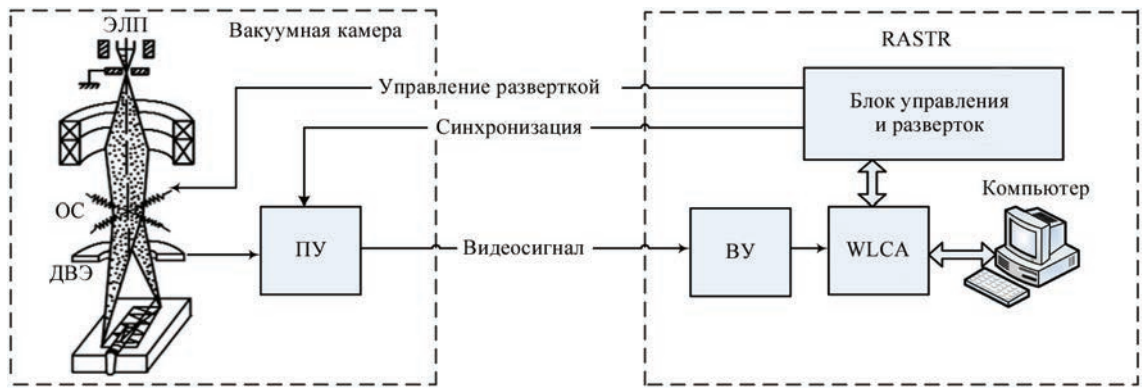 ЭЛП
Вакуумная камера
ОС
ДВЭ
ПУ
Управление разверткой
Синхронизация
Видеосигнал
RASTR
Блок управления
и разверток
Компьютер
ВУ
WLCA